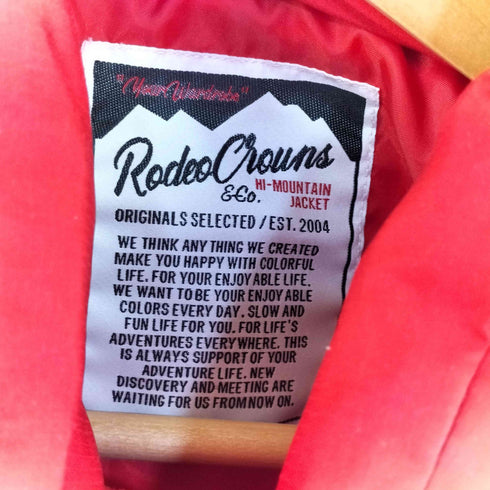 "Your Wardrobe"
RodeoCrowns
&Co.
HI-MOUNTAIN
JACKET
ORIGINALS SELECTED / EST. 2004
WE THINK ANY THING WE CREATED
MAKE YOU HAPPY WITH COLORFUL
LIFE. FOR YOUR ENJOYABLE LIFE.
WE WANT TO BE YOUR ENJOYABLE
COLORS EVERY DAY. SLOW AND
FUN LIFE FOR YOU. FOR LIFE'S
ADVENTURES EVERYWHERE. THIS
IS ALWAYS SUPPORT OF YOUR
ADVENTURE LIFE. NEW
DISCOVERY AND MEETING ARE
WAITING FOR US FROM NOW ON.